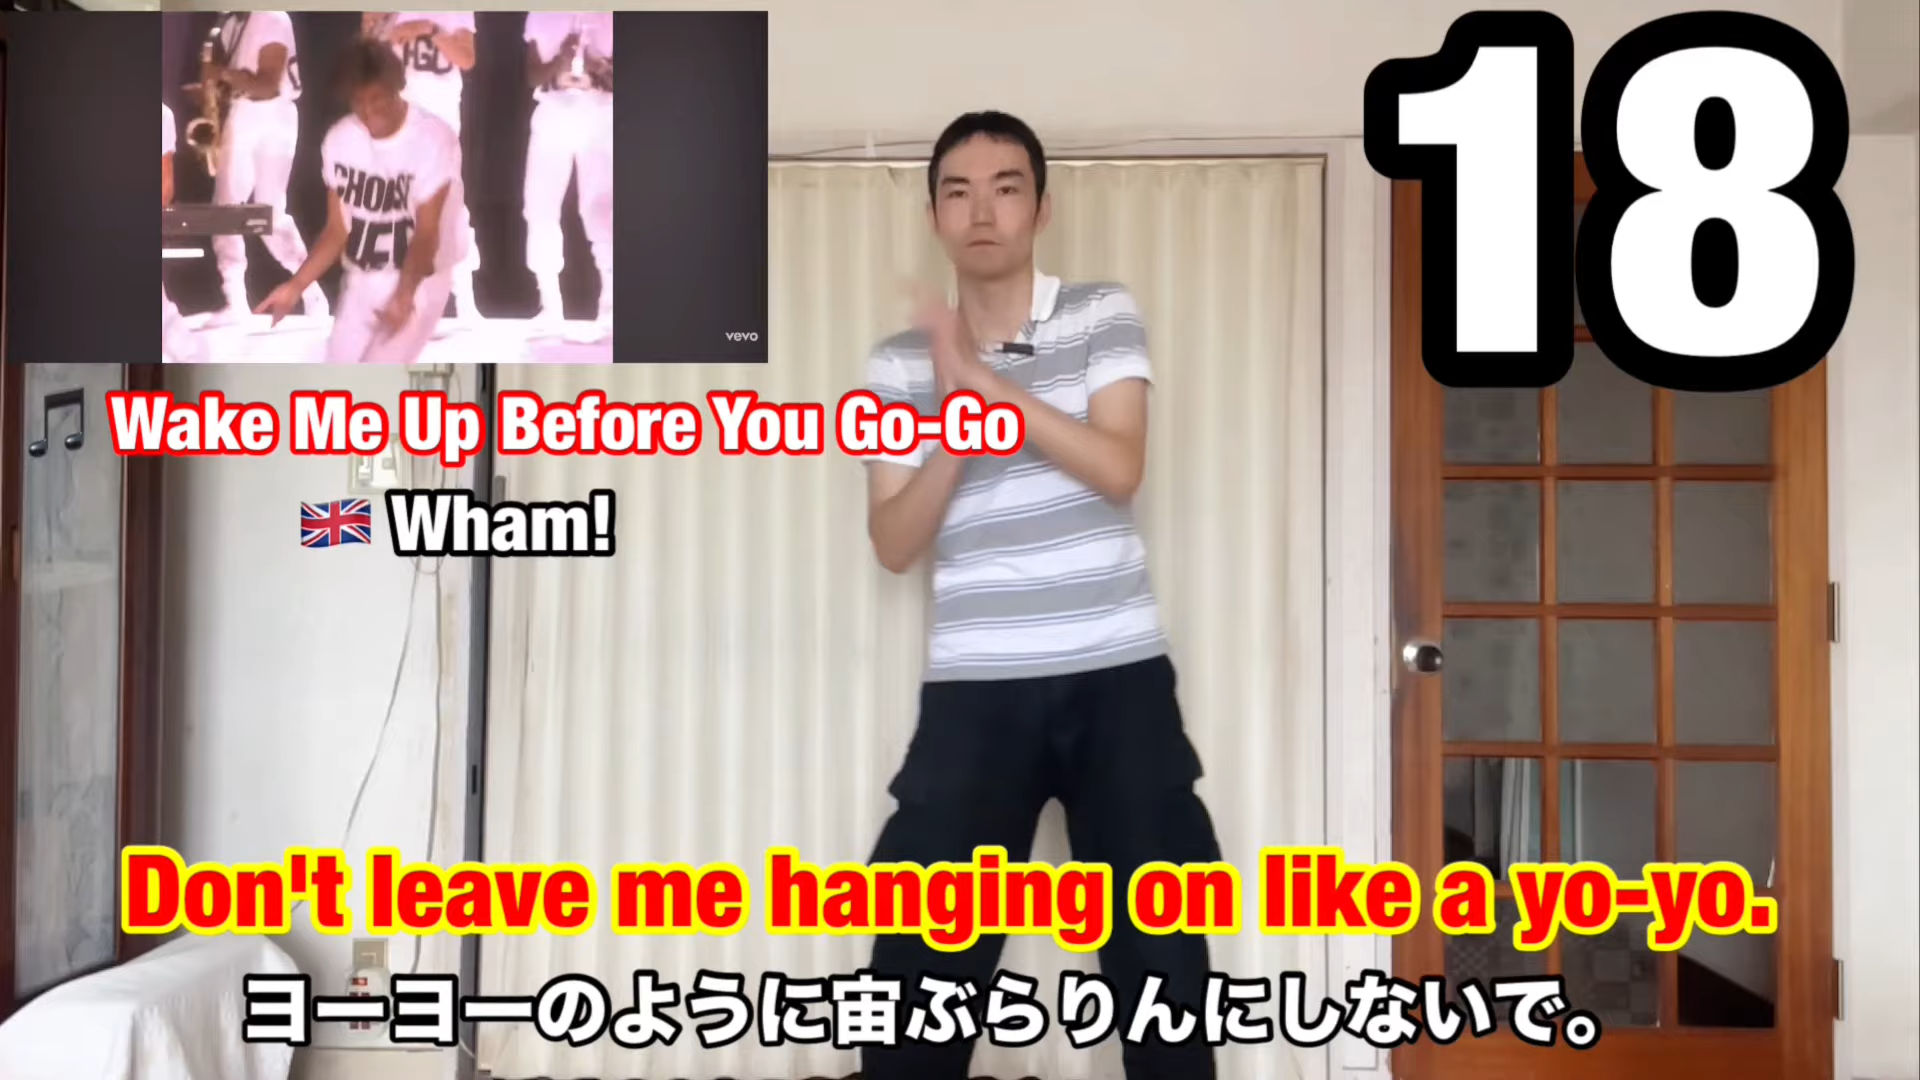 CHOOSE
vevo
18
Wake Me Up Before You Go-Go
Wham!
Don't leave me hanging on like a yo-yo.
ヨーヨーのように宙ぶらりんにしないで。